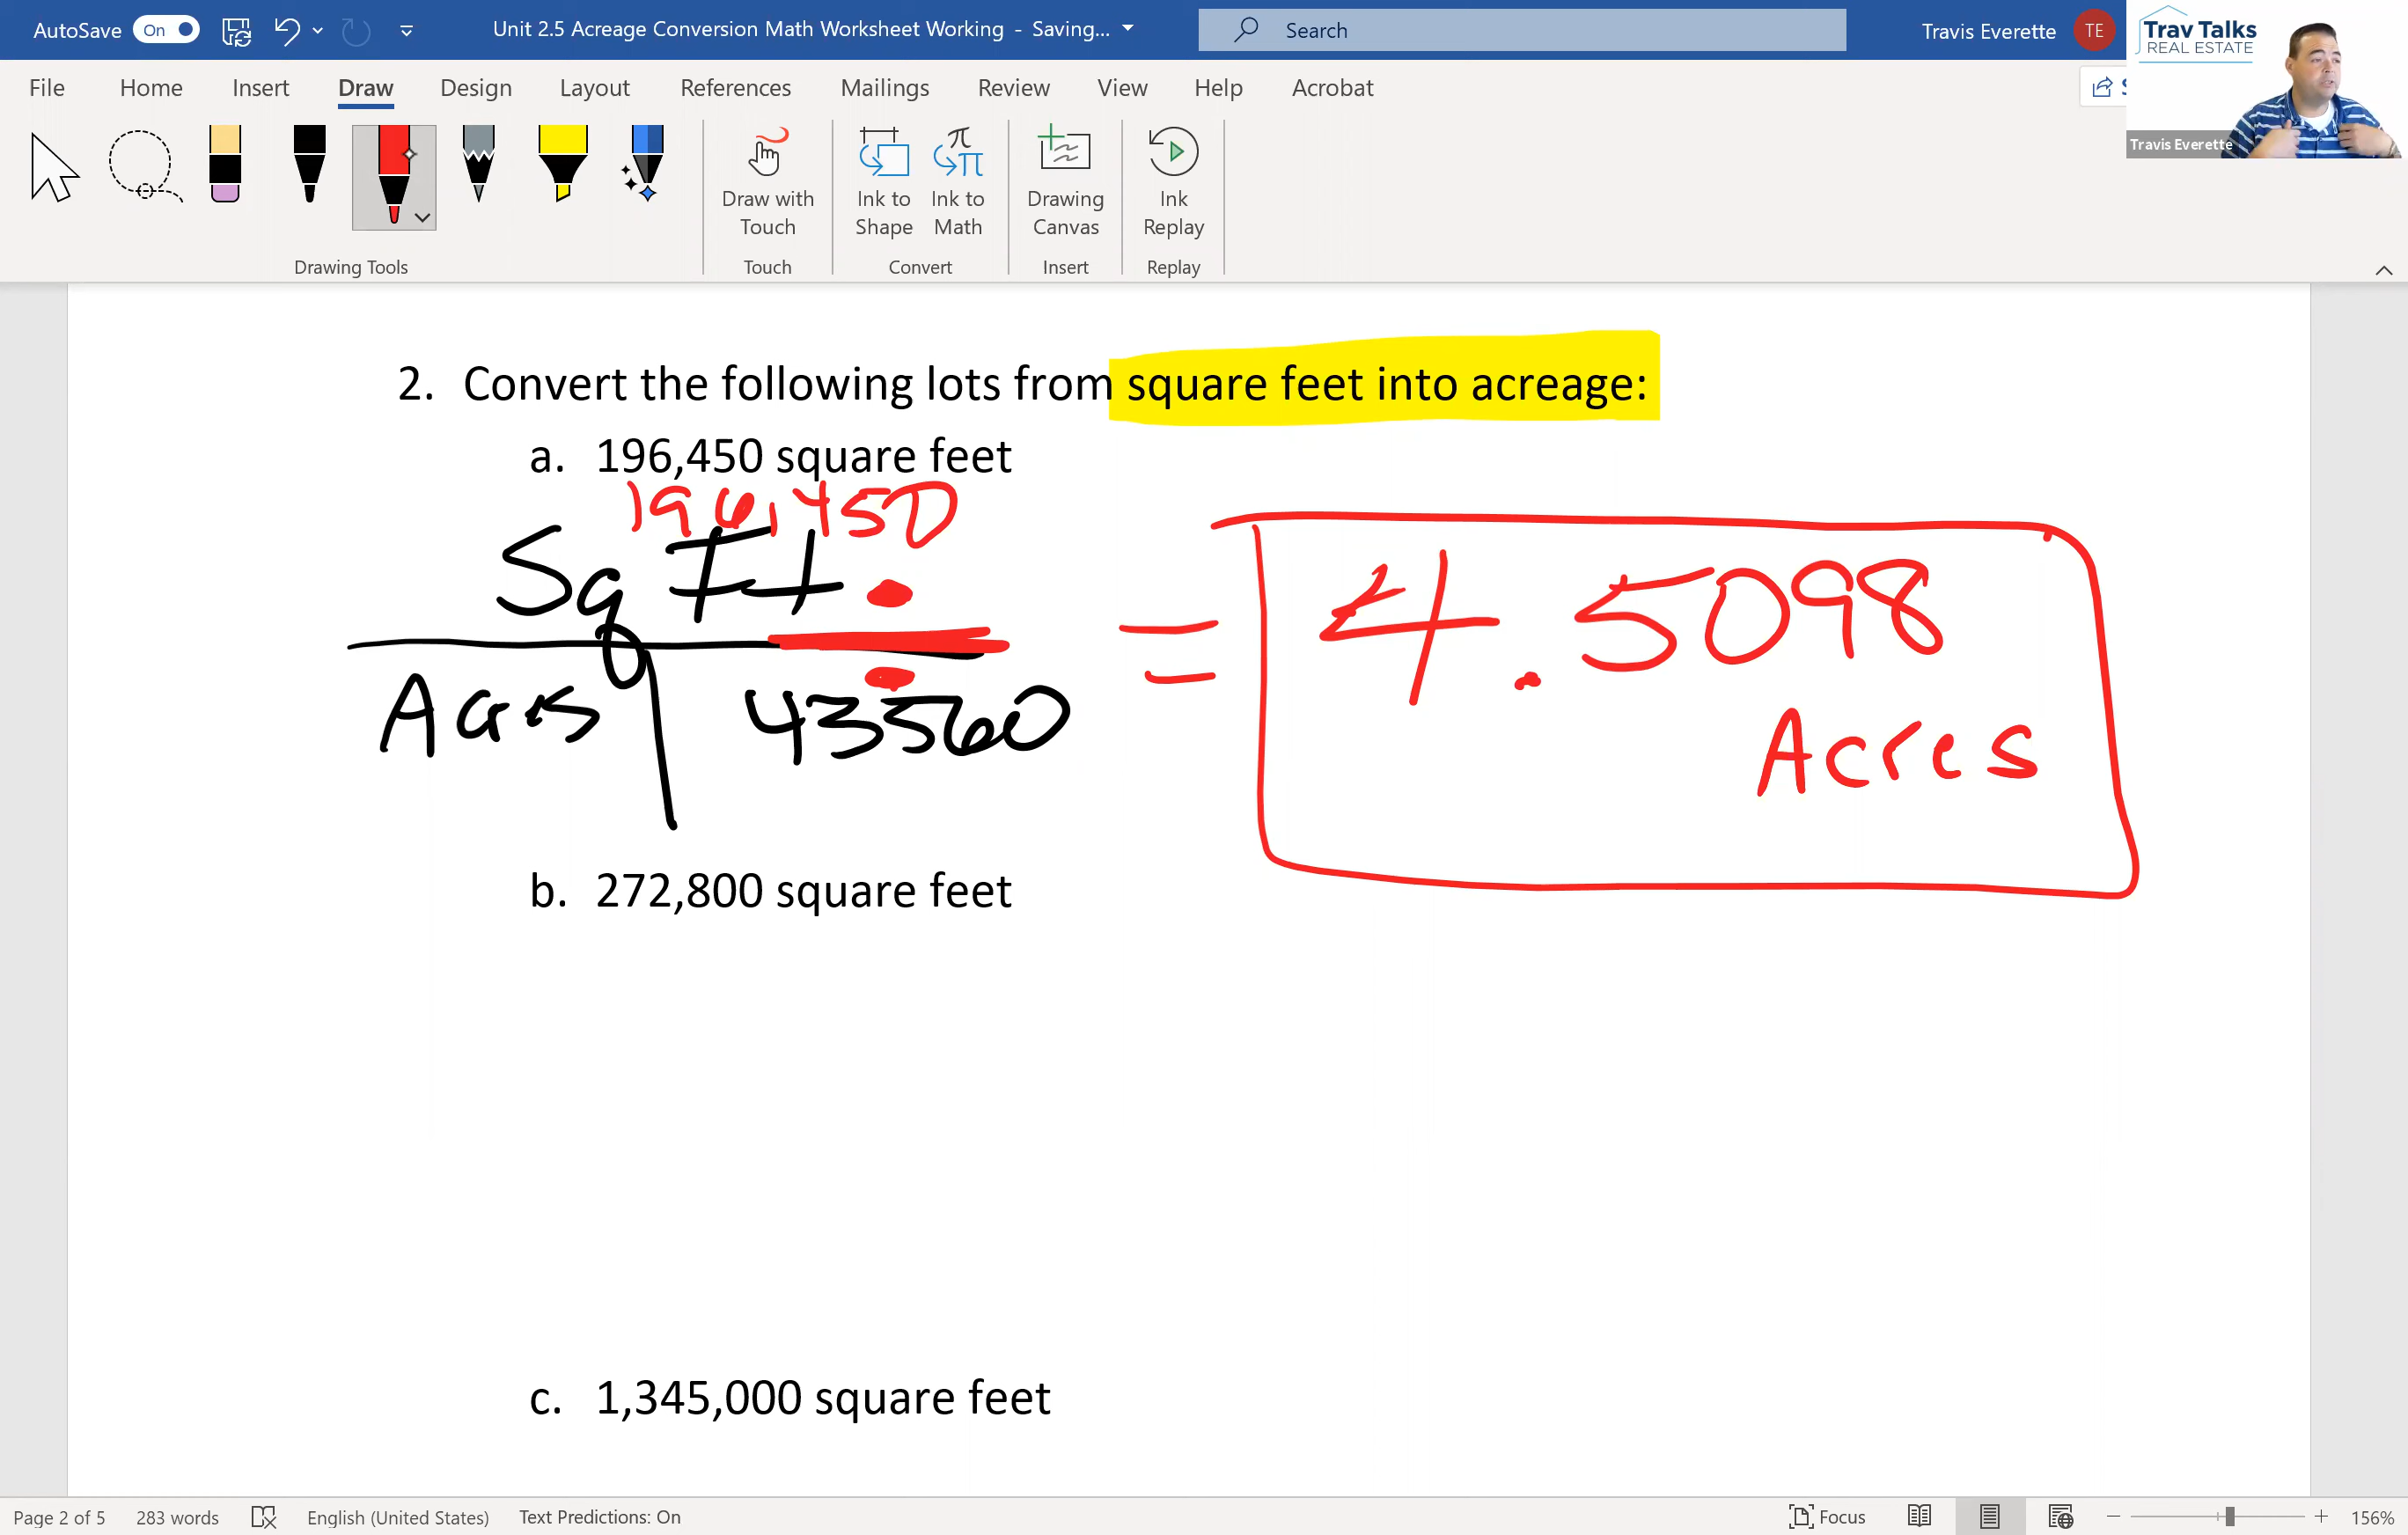 AutoSave On Unit 2.5 Acreage Conversion Math Worksheet Working - Saving... Search Travis Everette TE
Trav Talks
REAL ESTATE
Travis Everette
File Home Insert Draw Design Layout References Mailings Review View Help Acrobat
Draw with Touch
Ink to Shape
Ink to Math
Drawing Canvas
Ink Replay
Drawing Tools Touch Convert Insert Replay
2. Convert the following lots from square feet into acreage:
a. 196,450 square feet
196,450
Sq Ft
Acres 43560
= 4.5098
Acres
b. 272,800 square feet
c. 1,345,000 square feet
Page 2 of 5 283 words English (United States) Text Predictions: On Focus 156%